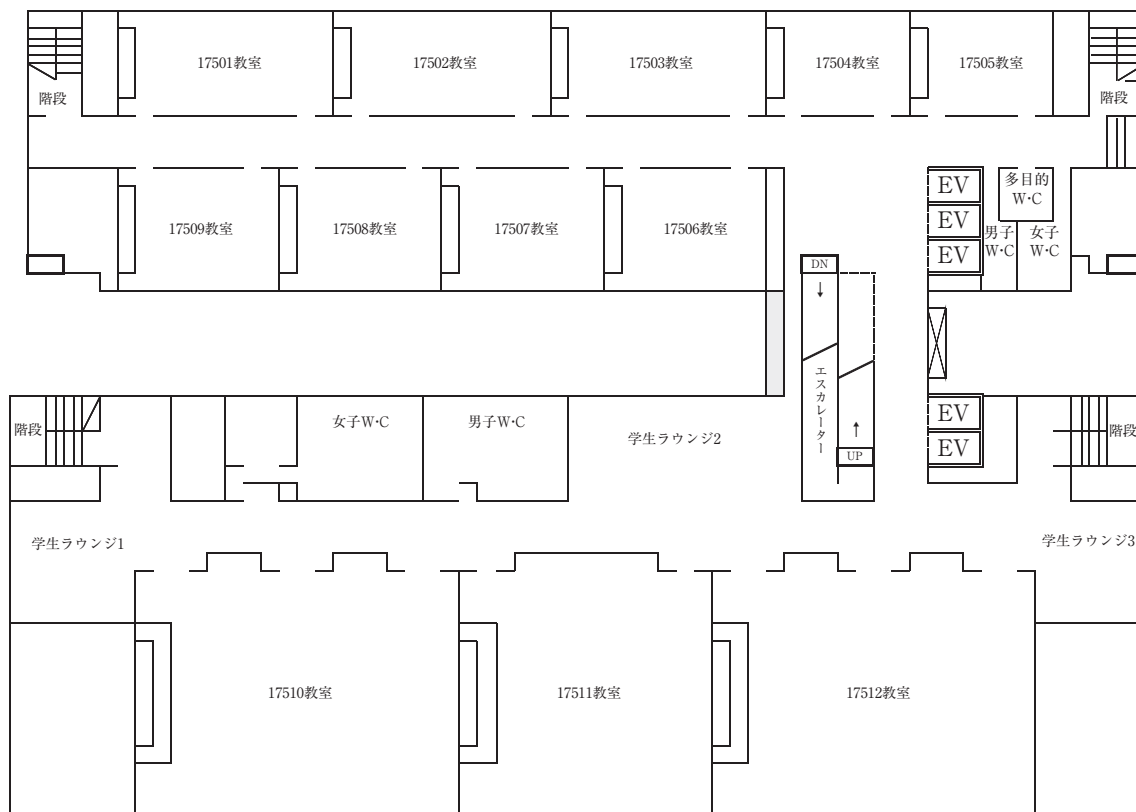 17501教室
17502教室
17503教室
17504教室
17505教室
階段
階段
17509教室
17508教室
17507教室
17506教室
EV
EV
EV
多目的
W・C
男子
W・C
女子
W・C
DN
エスカレーター
UP
階段
女子W・C
男子W・C
学生ラウンジ2
EV
EV
階段
学生ラウンジ1
学生ラウンジ3
17510教室
17511教室
17512教室